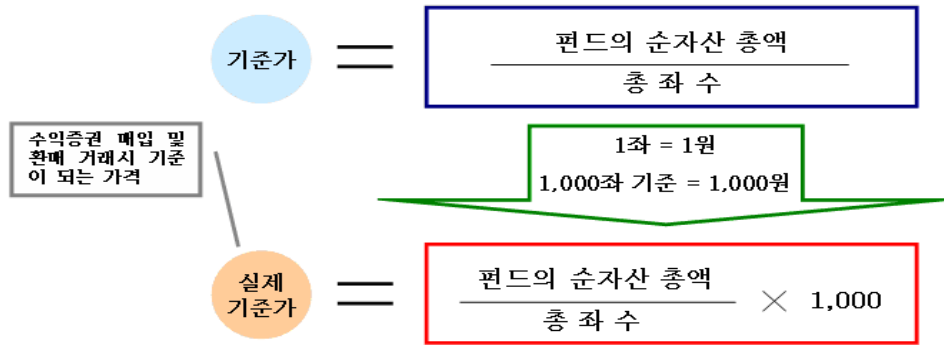 기준가
펀드의 순자산 총액
총 좌 수
수익증권 매입 및
환매 거래시 기준
이 되는 가격
1좌 = 1원
1,000좌 기준 = 1,000원
실제
기준가
펀드의 순자산 총액
총 좌 수
× 1,000